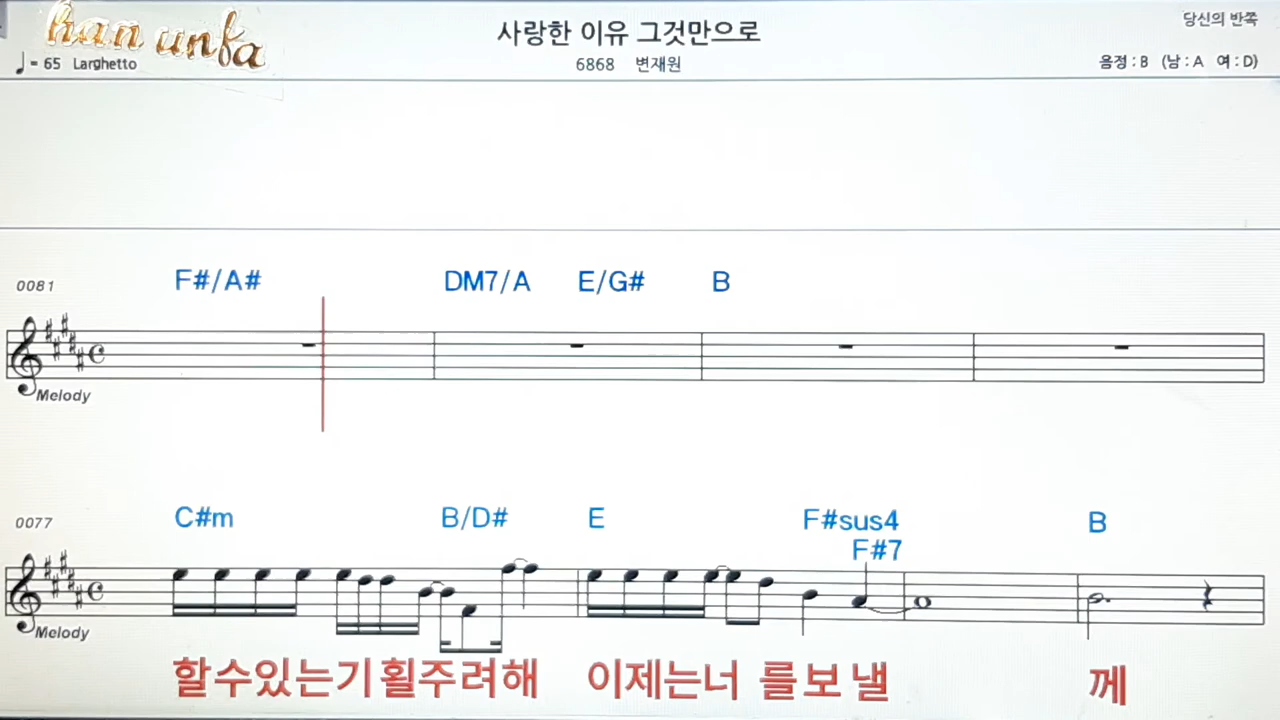 han unfa
사랑한 이유 그것만으로
당신의 반쪽
♩= 65 Larghetto
6868 변재원
음정 : B (남 : A 여 : D)
0081
F#/A# DM7/A E/G# B
Melody
0077
C#m B/D# E F#sus4 B
F#7
Melody
할수있는기횔주려해 이제는너 를보낼 께